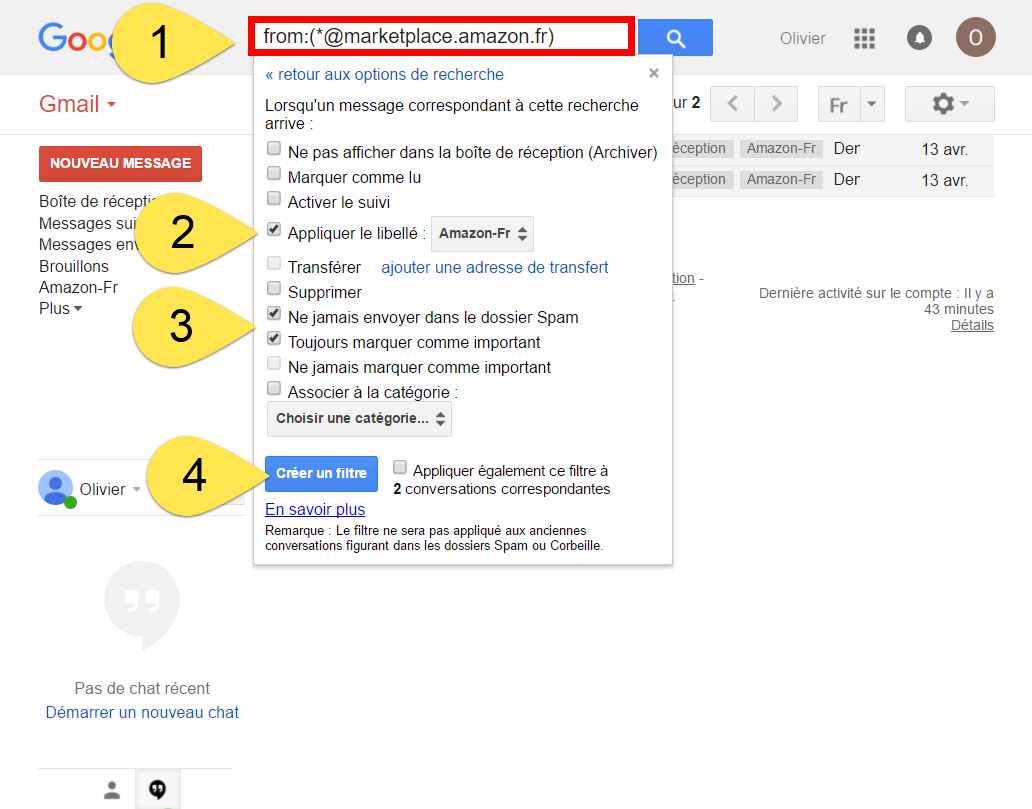 Goog
1
from:(*@marketplace.amazon.fr)
Olivier
O
« retour aux options de recherche
×
Gmail
ur 2
Fr
Lorsqu'un message correspondant à cette recherche
arrive :
NOUVEAU MESSAGE
Ne pas afficher dans la boîte de réception (Archiver)
éception Amazon-Fr Der 13 avr.
Marquer comme lu
éception Amazon-Fr Der 13 avr.
Activer le suivi
Boîte de récepti
Messages sui
Messages env
Brouillons
Amazon-Fr
Plus
2
Appliquer le libellé : Amazon-Fr
Transférer ajouter une adresse de transfert
Supprimer
3
Ne jamais envoyer dans le dossier Spam
Toujours marquer comme important
Ne jamais marquer comme important
Associer à la catégorie :
Choisir une catégorie...
tion -
Dernière activité sur le compte : Il y a
43 minutes
Détails
4
Créer un filtre
Appliquer également ce filtre à
2 conversations correspondantes
En savoir plus
Remarque : Le filtre ne sera pas appliqué aux anciennes
conversations figurant dans les dossiers Spam ou Corbeille.
Olivier
Pas de chat récent
Démarrer un nouveau chat